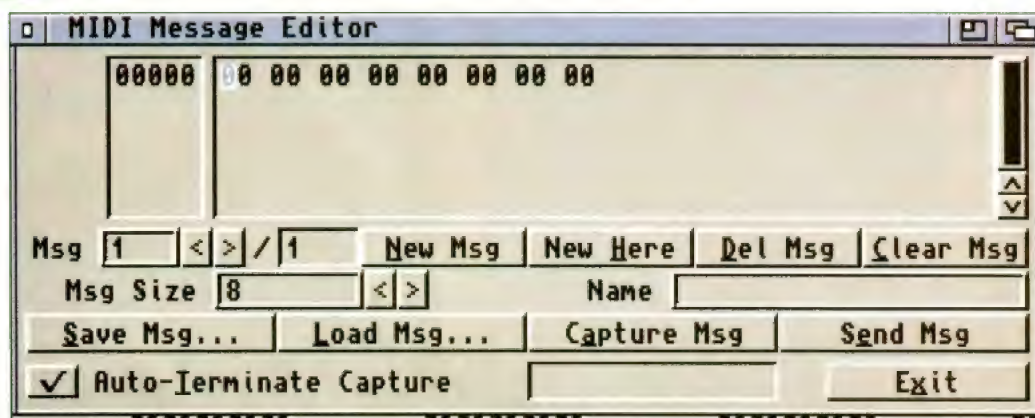 MIDI Message Editor
00000 00 00 00 00 00 00 00 00
Msg 1 < > / 1 New Msg New Here Del Msg Clear Msg
Msg Size 8 < > Name
Save Msg... Load Msg... Capture Msg Send Msg
Auto-Terminate Capture Exit